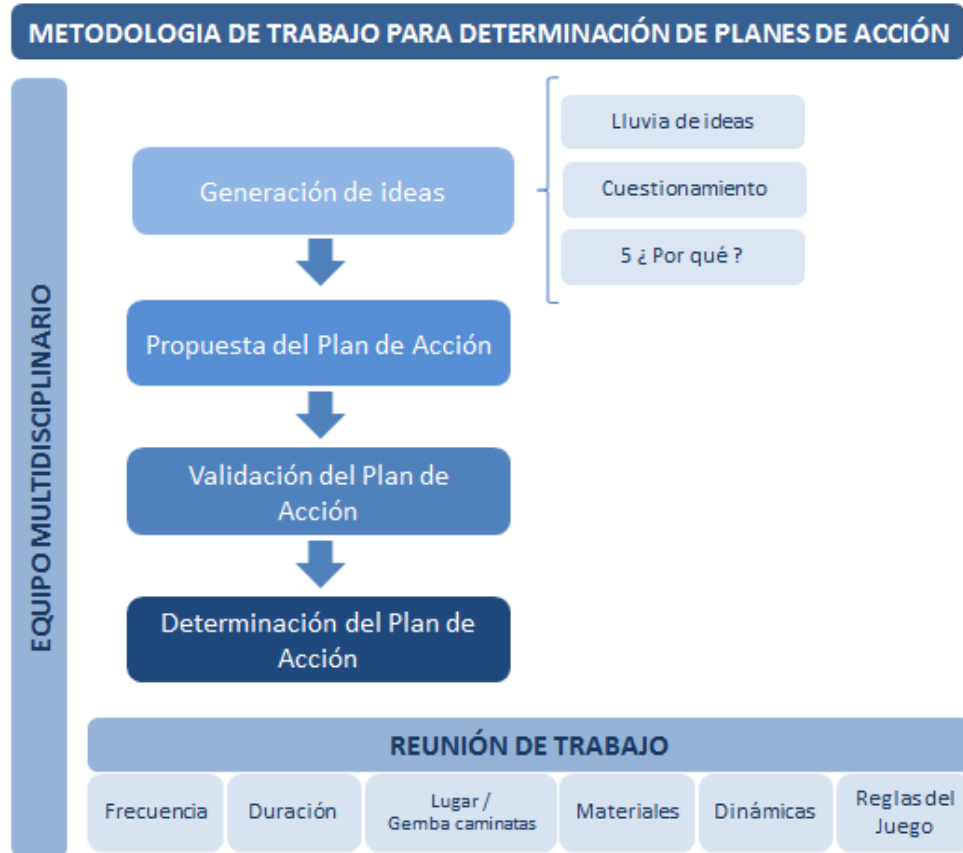 METODOLOGIA DE TRABAJO PARA DETERMINACIÓN DE PLANES DE ACCIÓN
EQUIPO MULTIDISCIPLINARIO
Generación de ideas
Lluvia de ideas
Cuestionamiento
5 ¿ Por qué ?
Propuesta del Plan de Acción
Validación del Plan de
Acción
Determinación del Plan de
Acción
REUNIÓN DE TRABAJO
Frecuencia
Duración
Lugar /
Gemba caminatas
Materiales
Dinámicas
Reglas del
Juego